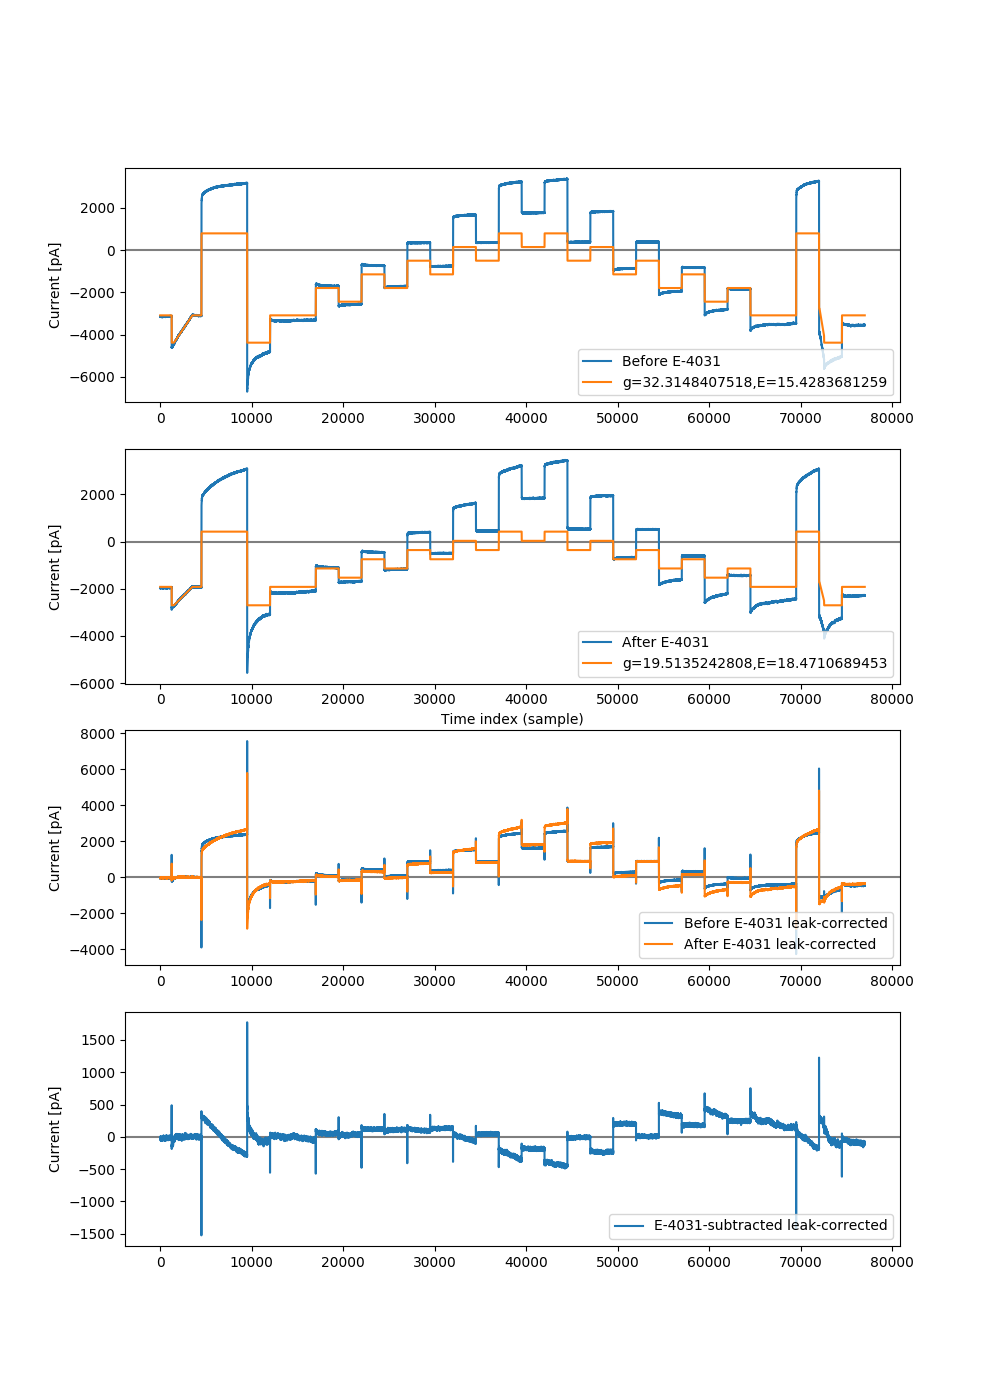 2000
0
−2000
−4000
−6000
Current [pA]
Before E-4031
g=32.3148407518,E=15.4283681259
0 10000 20000 30000 40000 50000 60000 70000 80000
2000
0
−2000
−4000
−6000
Current [pA]
After E-4031
g=19.5135242808,E=18.4710689453
0 10000 20000 30000 40000 50000 60000 70000 80000
Time index (sample)
8000
6000
4000
2000
0
−2000
−4000
Current [pA]
Before E-4031 leak-corrected
After E-4031 leak-corrected
0 10000 20000 30000 40000 50000 60000 70000 80000
1500
1000
500
0
−500
−1000
−1500
Current [pA]
E-4031-subtracted leak-corrected
0 10000 20000 30000 40000 50000 60000 70000 80000